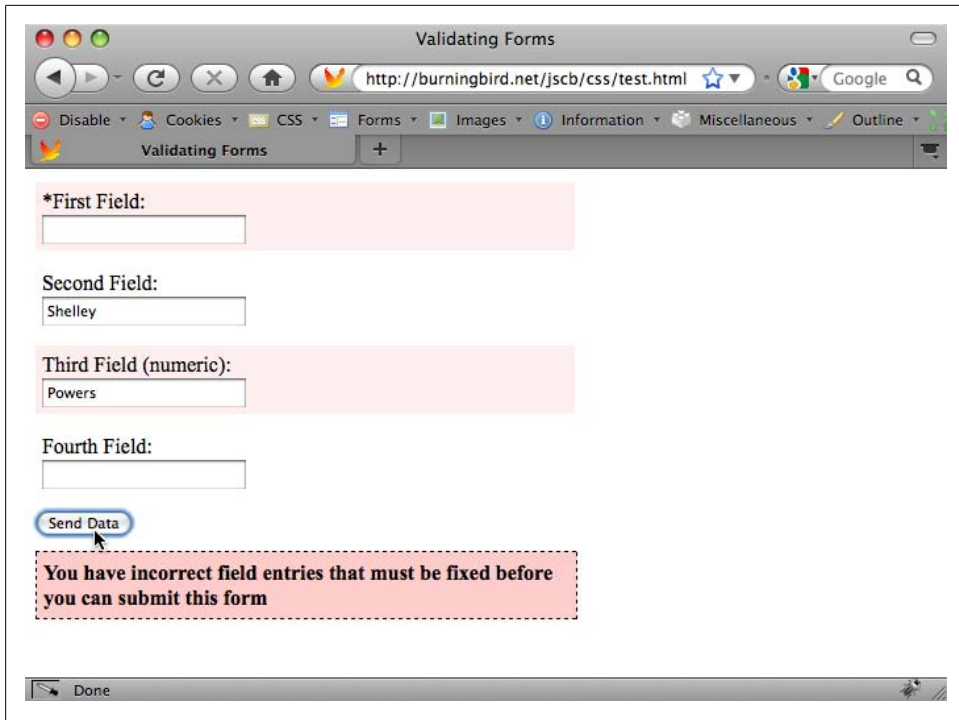 Validating Forms
http://burningbird.net/jscb/css/test.html
Google
Disable Cookies CSS Forms Images Information Miscellaneous Outline
Validating Forms +
*First Field:
Second Field:
Shelley
Third Field (numeric):
Powers
Fourth Field:
Send Data
You have incorrect field entries that must be fixed before
you can submit this form
Done